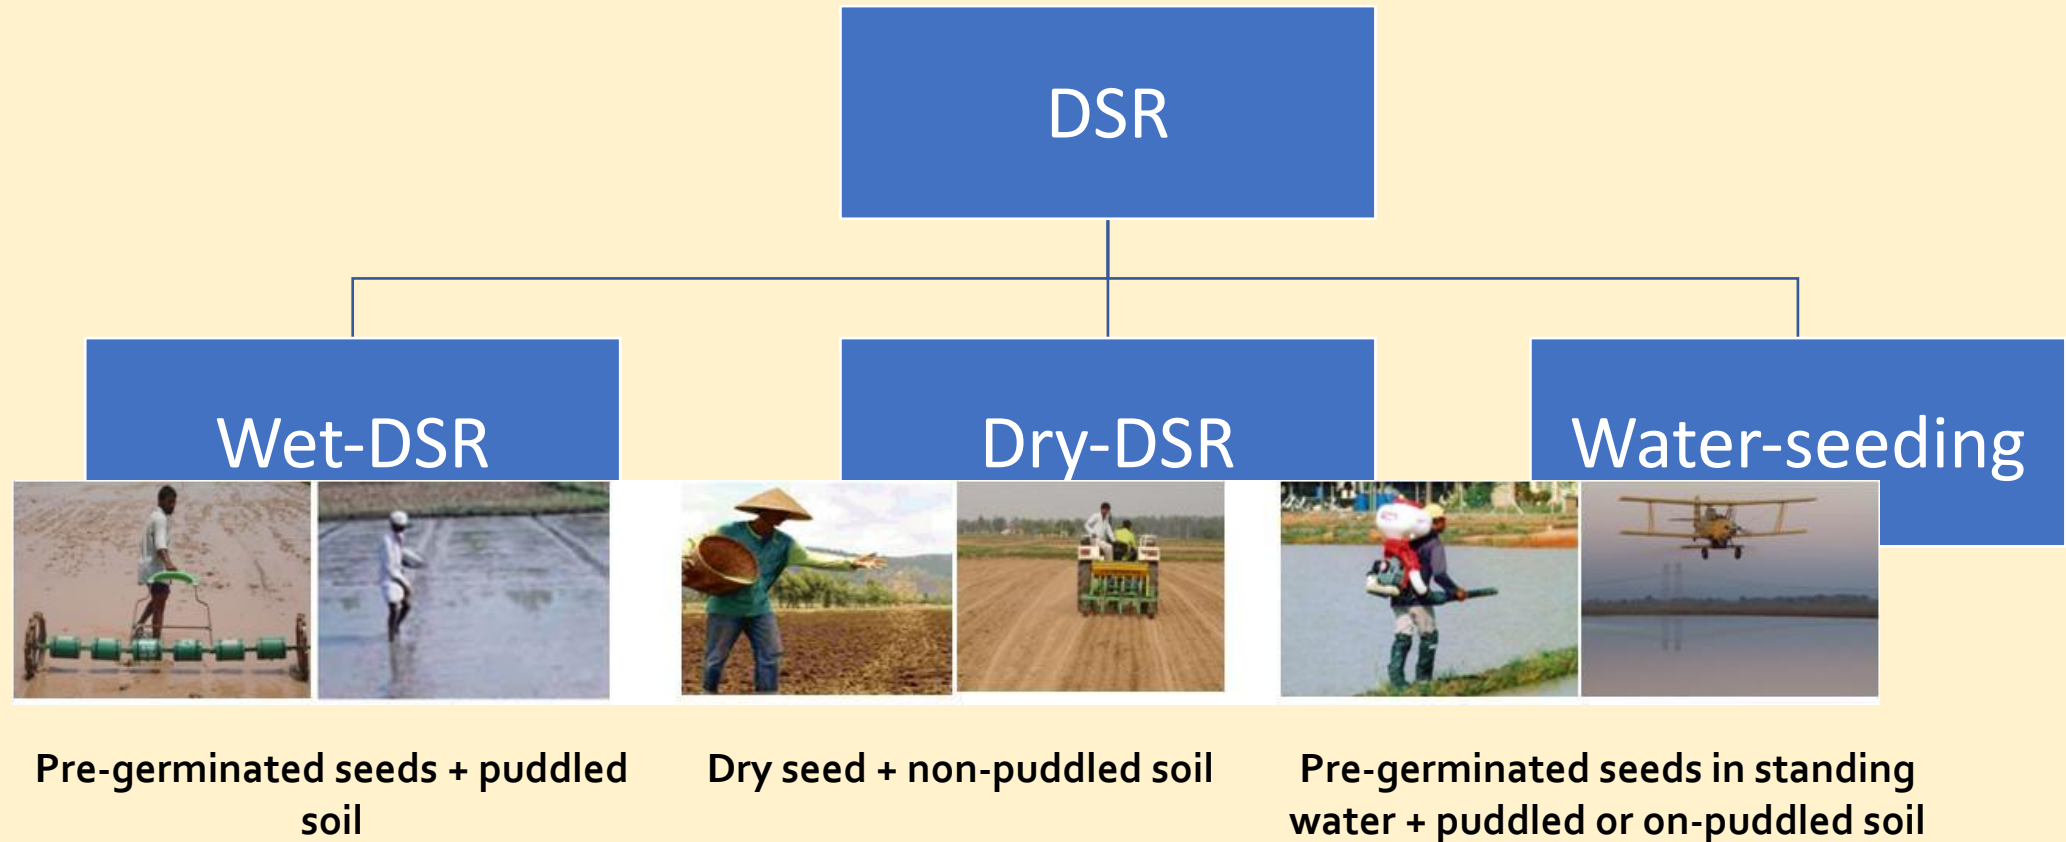 DSR
Wet-DSR
Dry-DSR
Water-seeding
Pre-germinated seeds + puddled
soil
Dry seed + non-puddled soil
Pre-germinated seeds in standing
water + puddled or on-puddled soil